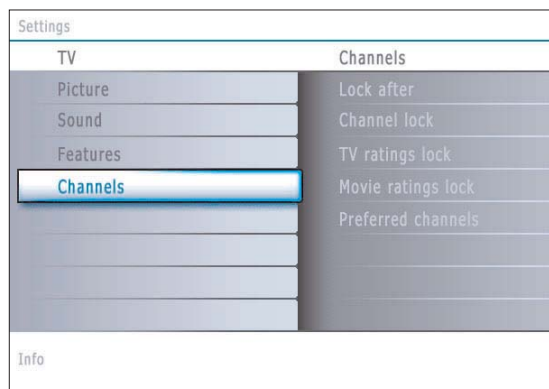 Settings
TV
Channels
Picture
Lock after
Sound
Channel lock
Features
TV ratings lock
Channels
Movie ratings lock
Preferred channels
Info